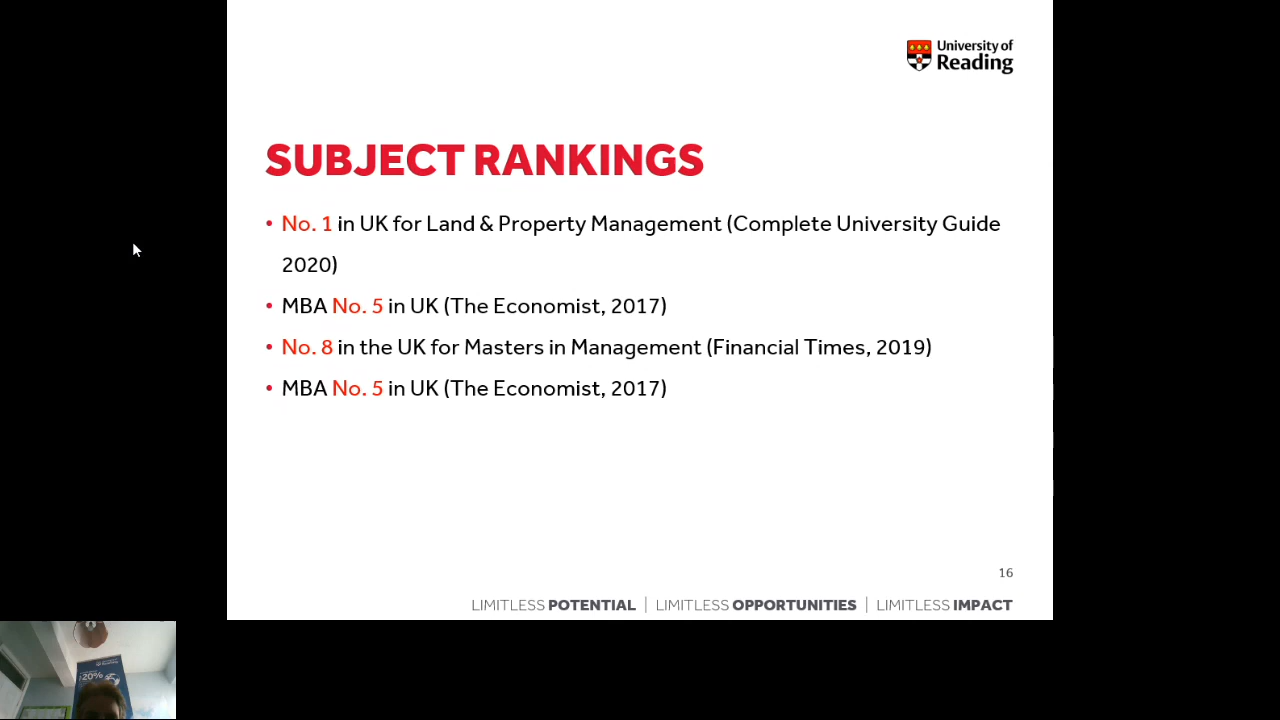 University of
Reading
SUBJECT RANKINGS
• No. 1 in UK for Land & Property Management (Complete University Guide
2020)
• MBA No. 5 in UK (The Economist, 2017)
• No. 8 in the UK for Masters in Management (Financial Times, 2019)
• MBA No. 5 in UK (The Economist, 2017)
16
LIMITLESS POTENTIAL | LIMITLESS OPPORTUNITIES | LIMITLESS IMPACT
Reading
20%